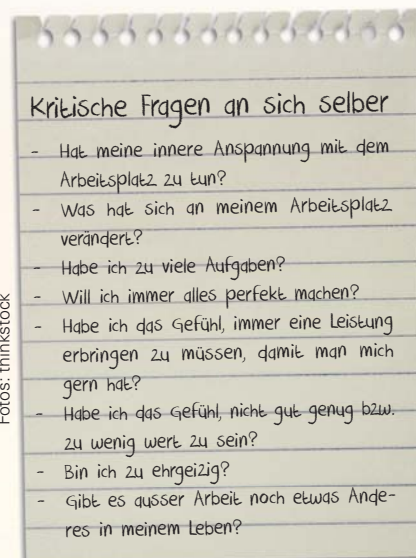 Kritische Fragen an sich selber
- Hat meine innere Anspannung mit dem
Arbeitsplatz zu tun?
- Was hat sich an meinem Arbeitsplatz
verändert?
- Habe ich zu viele Aufgaben?
- Will ich immer alles perfekt machen?
- Habe ich das Gefühl, immer eine Leistung
erbringen zu müssen, damit man mich
gern hat?
- Habe ich das Gefühl, nicht gut genug bzw.
zu wenig wert zu sein?
- Bin ich zu ehrgeizig?
- Gibt es ausser Arbeit noch etwas Ande-
res in meinem Leben?
Fotos: thinkstock